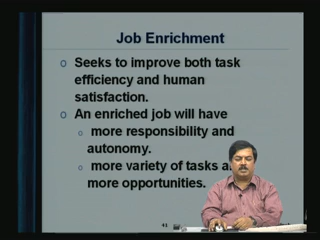 Job Enrichment
o Seeks to improve both task
efficiency and human
satisfaction.
o An enriched job will have
o more responsibility and
autonomy.
o more variety of tasks a
more opportunities.